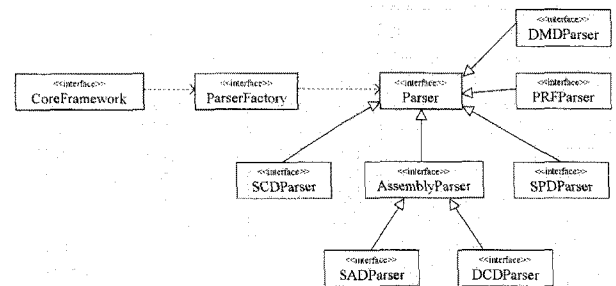 <<interface>>
DMDParser
<<interface>>
CoreFramework
<<interface>>
ParserFactory
<<interface>>
Parser
<<interface>>
PRFParser
<<interface>>
SCDParser
<<interface>>
AssemblyParser
<<interface>>
SPDParser
<<interface>>
SADParser
<<interface>>
DCDParser